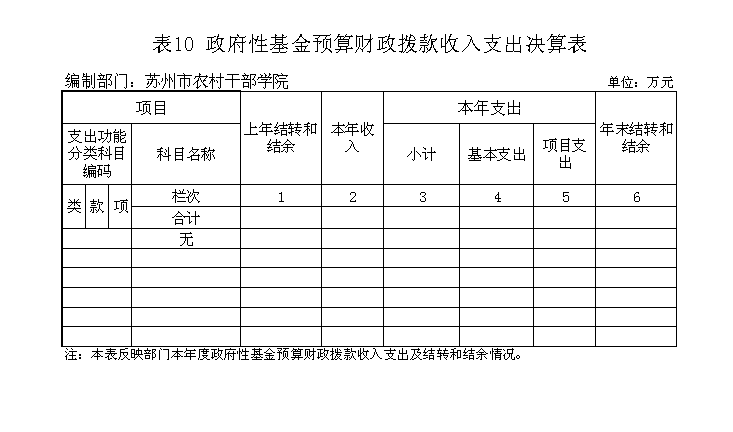 表10 政府性基金预算财政拨款收入支出决算表
编制部门：苏州市农村干部学院
单位：万元
项目
上年结转和
结余
本年收
入
本年支出
年末结转和
结余
支出功能
分类科目
编码
科目名称
小计
基本支出
项目支
出
类 款 项
栏次
1 2 3 4 5 6
合计
无
注：本表反映部门本年度政府性基金预算财政拨款收入支出及结转和结余情况。